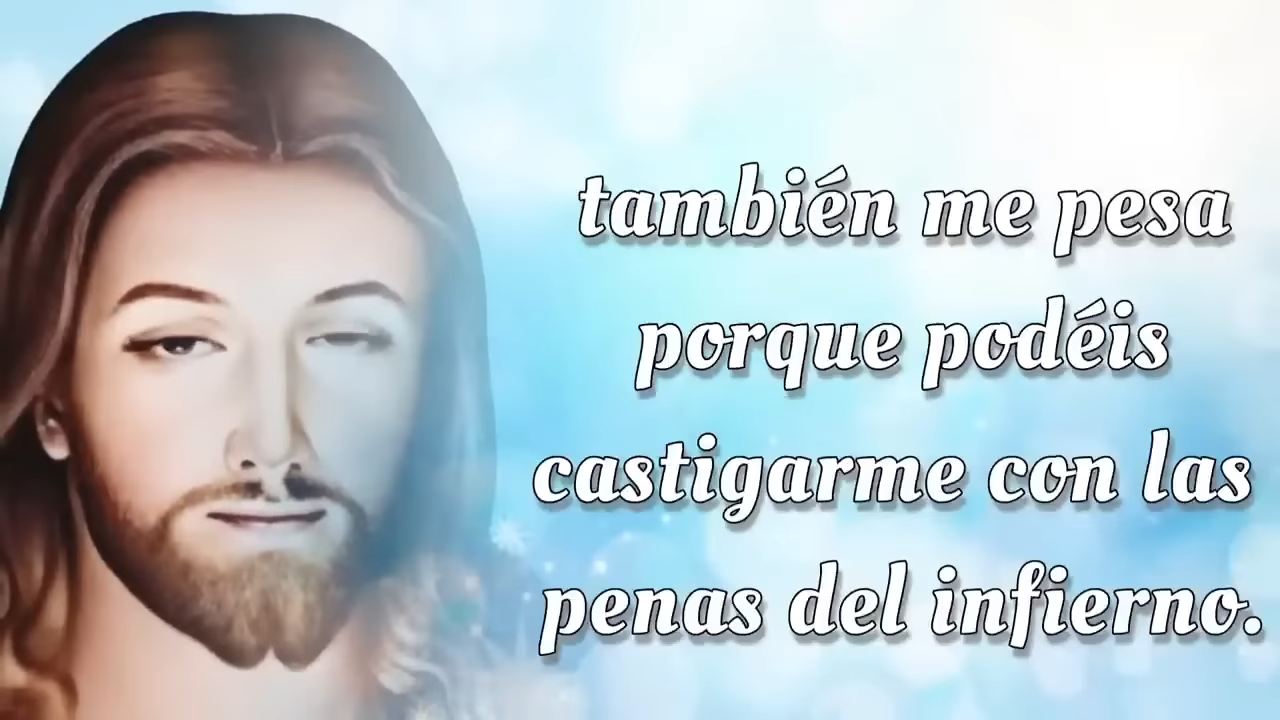 también me pesa
porque podéis
castigarme con las
penas del infierno.